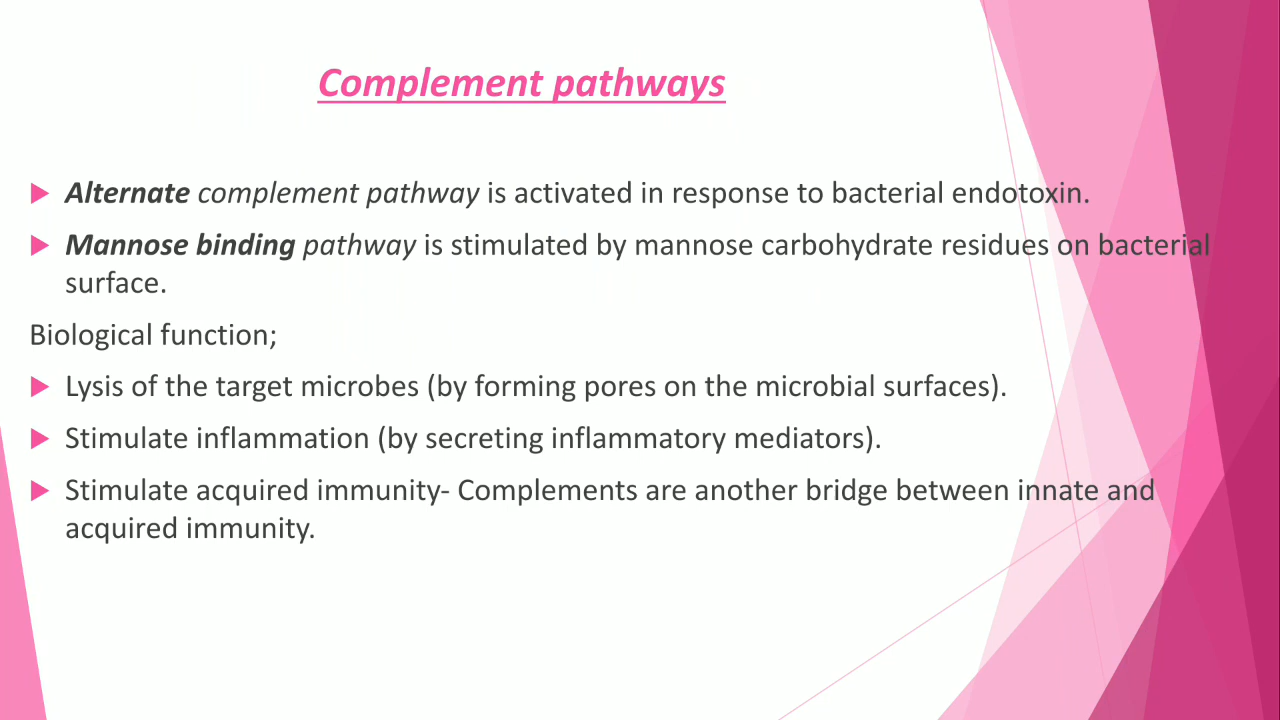 Complement pathways
Alternate complement pathway is activated in response to bacterial endotoxin.
Mannose binding pathway is stimulated by mannose carbohydrate residues on bacterial
surface.
Biological function;
Lysis of the target microbes (by forming pores on the microbial surfaces).
Stimulate inflammation (by secreting inflammatory mediators).
Stimulate acquired immunity- Complements are another bridge between innate and
acquired immunity.